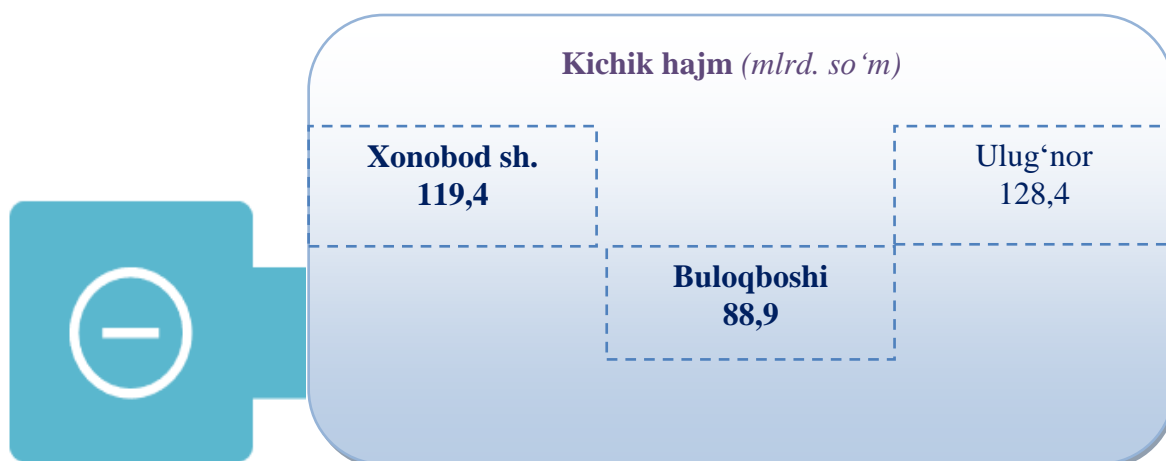 Kichik hajm (mlrd. so‘m)
Xonobod sh.
119,4
Ulug‘nor
128,4
Buloqboshi
88,9